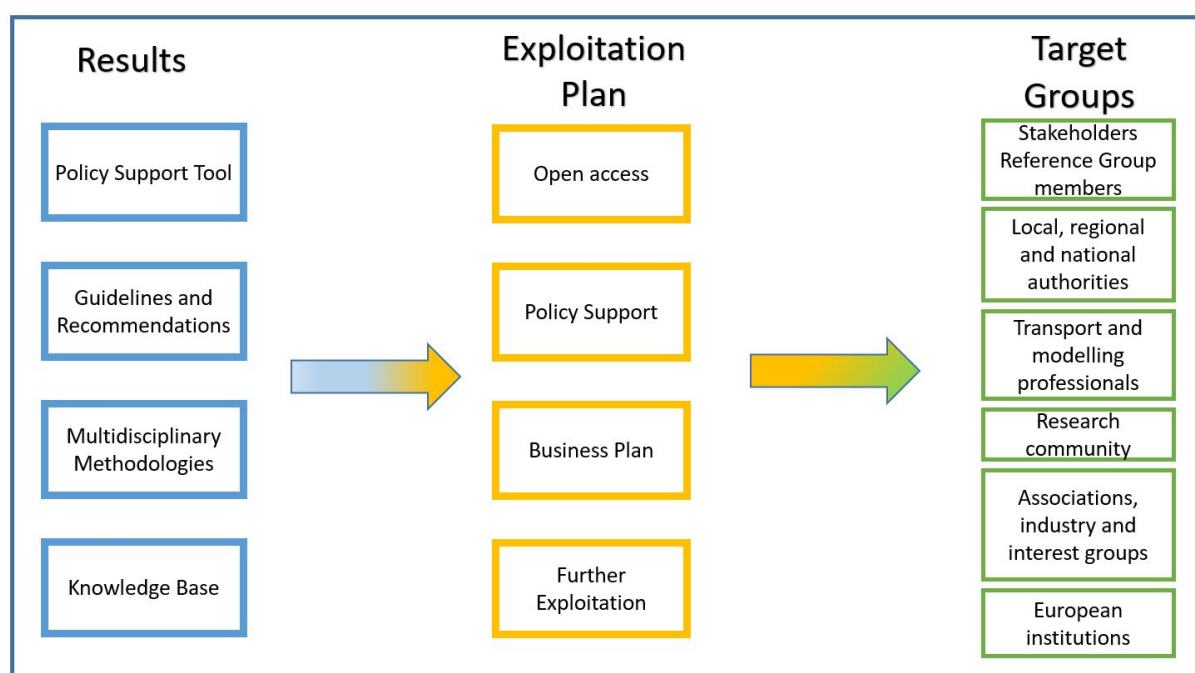 Results
Policy Support Tool
Guidelines and
Recommendations
Multidisciplinary
Methodologies
Knowledge Base
Exploitation
Plan
Open access
Policy Support
Business Plan
Further
Exploitation
Target
Groups
Stakeholders
Reference Group
members
Local, regional
and national
authorities
Transport and
modelling
professionals
Research
community
Associations,
industry and
interest groups
European
institutions